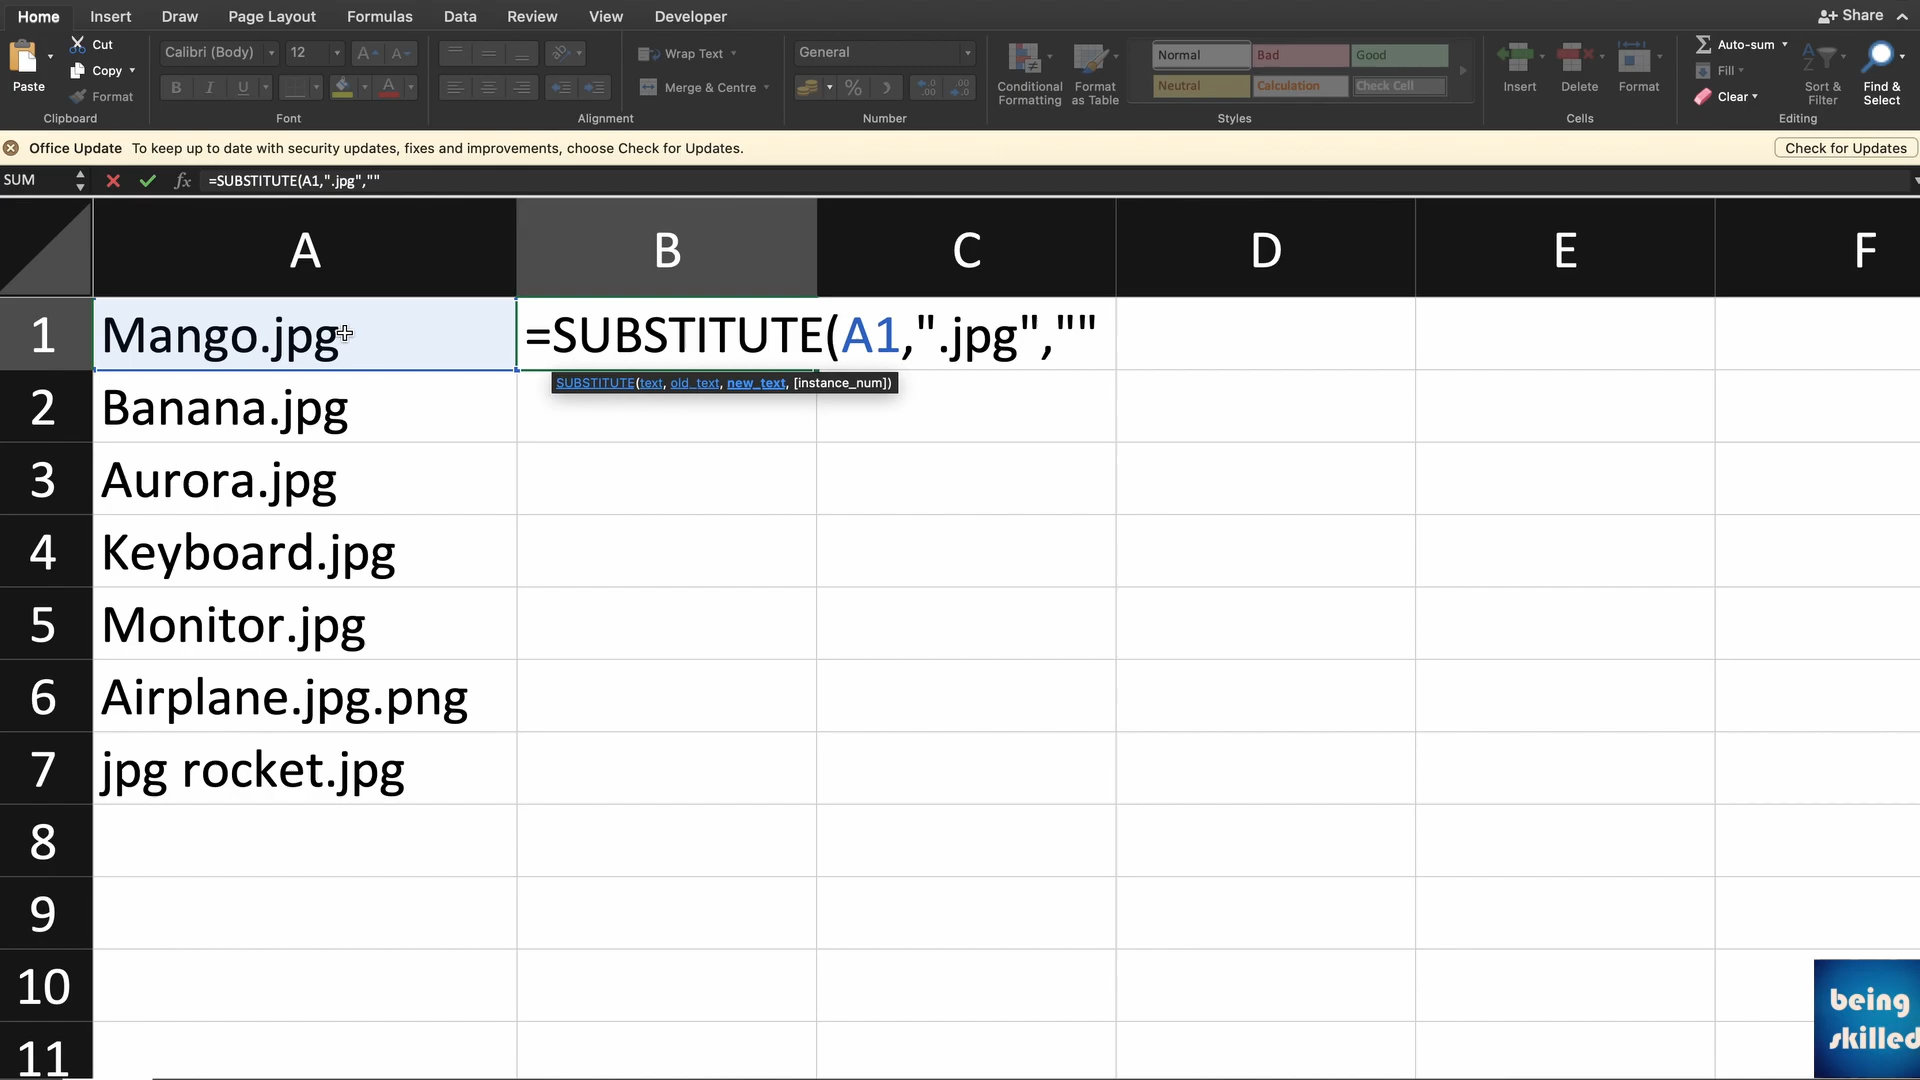 Home Insert Draw Page Layout Formulas Data Review View Developer Share
Paste Cut Copy Format
Calibri (Body) 12 A A
B I U A
Wrap Text
Merge & Centre
General
%
Conditional Formatting
Format as Table
Normal Bad Good
Neutral Calculation Check Cell
Insert Delete Format
Auto-sum
Fill
Clear
Sort & Filter
Find & Select
Clipboard Font Alignment Number Styles Cells Editing
Office Update To keep up to date with security updates, fixes and improvements, choose Check for Updates. Check for Updates
SUM fx =SUBSTITUTE(A1,".jpg",""
A B C D E F
1 Mango.jpg =SUBSTITUTE(A1,".jpg",""
SUBSTITUTE(text, old_text, new_text, [instance_num])
2 Banana.jpg
3 Aurora.jpg
4 Keyboard.jpg
5 Monitor.jpg
6 Airplane.jpg.png
7 jpg rocket.jpg
8
9
10
11
being
skilled